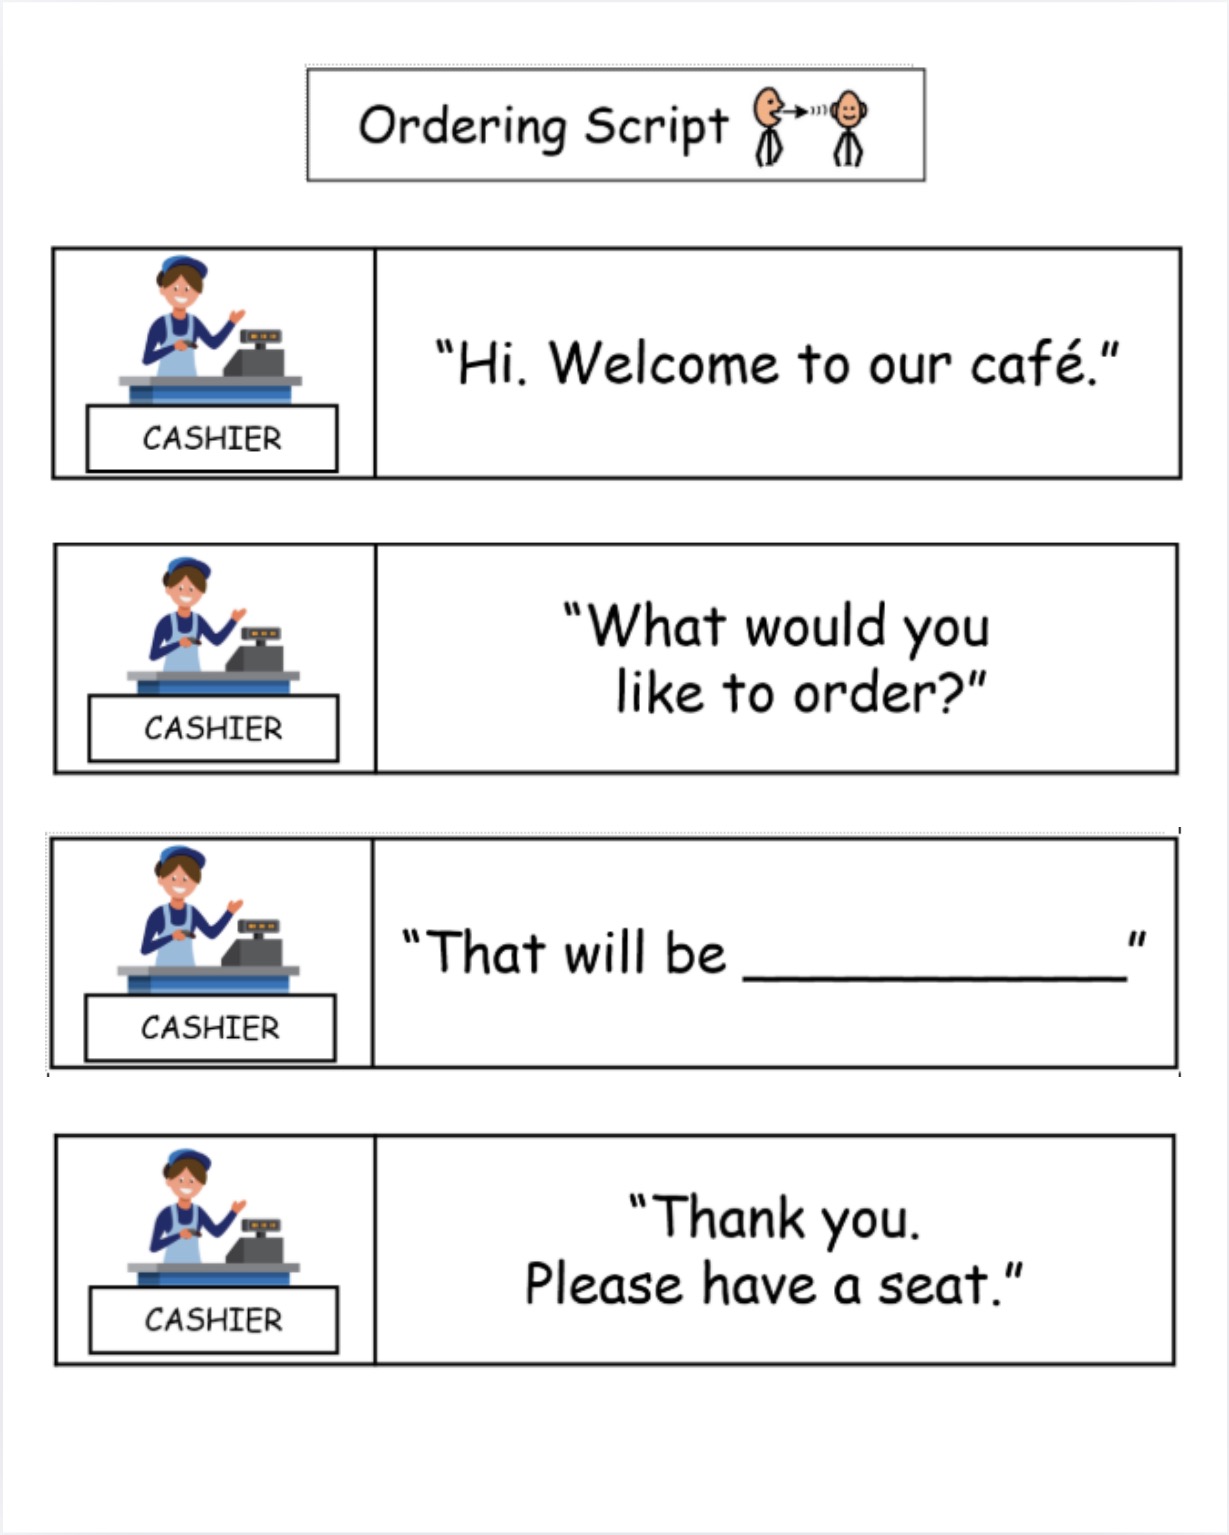 Ordering Script
“Hi. Welcome to our café.”
CASHIER
“What would you
like to order?”
CASHIER
“That will be ______________”
CASHIER
“Thank you.
Please have a seat.”
CASHIER